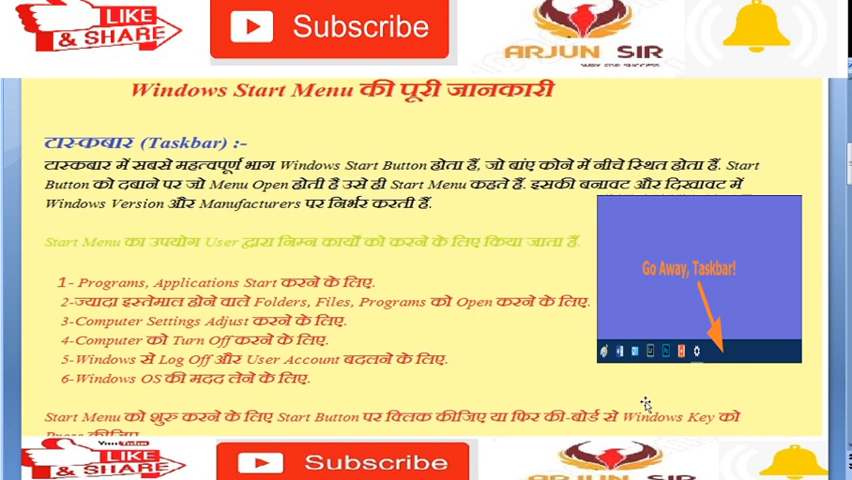 LIKE
& SHARE
Subscribe
ARJUN SIR
Windows Start Menu की पूरी जानकारी
टास्कबार (Taskbar) :-
टास्कबार में सबसे महत्वपूर्ण भाग Windows Start Button होता हैं, जो बांए कोने में नीचे स्थित होता हैं. Start
Button को दबाने पर जो Menu Open होती है उसे ही Start Menu कहते हैं. इसकी बनावट और दिखावट में
Windows Version और Manufacturers पर निर्भर करती हैं.
Start Menu का उपयोग User द्वारा निम्न कार्यों को करने के लिए किया जाता हैं.
1- Programs, Applications Start करने के लिए.
2-ज्यादा इस्तेमाल होने वाले Folders, Files, Programs को Open करने के लिए.
3-Computer Settings Adjust करने के लिए.
4-Computer को Turn Off करने के लिए.
5-Windows से Log Off और User Account बदलने के लिए.
6-Windows OS की मदद लेने के लिए.
Go Away, Taskbar!
Start Menu को शुरु करने के लिए Start Button पर क्लिक कीजिए या फिर की-बोर्ड से Windows Key को
Press कीजिए
YouTube
LIKE
& SHARE
Subscribe
ARJUN SIR